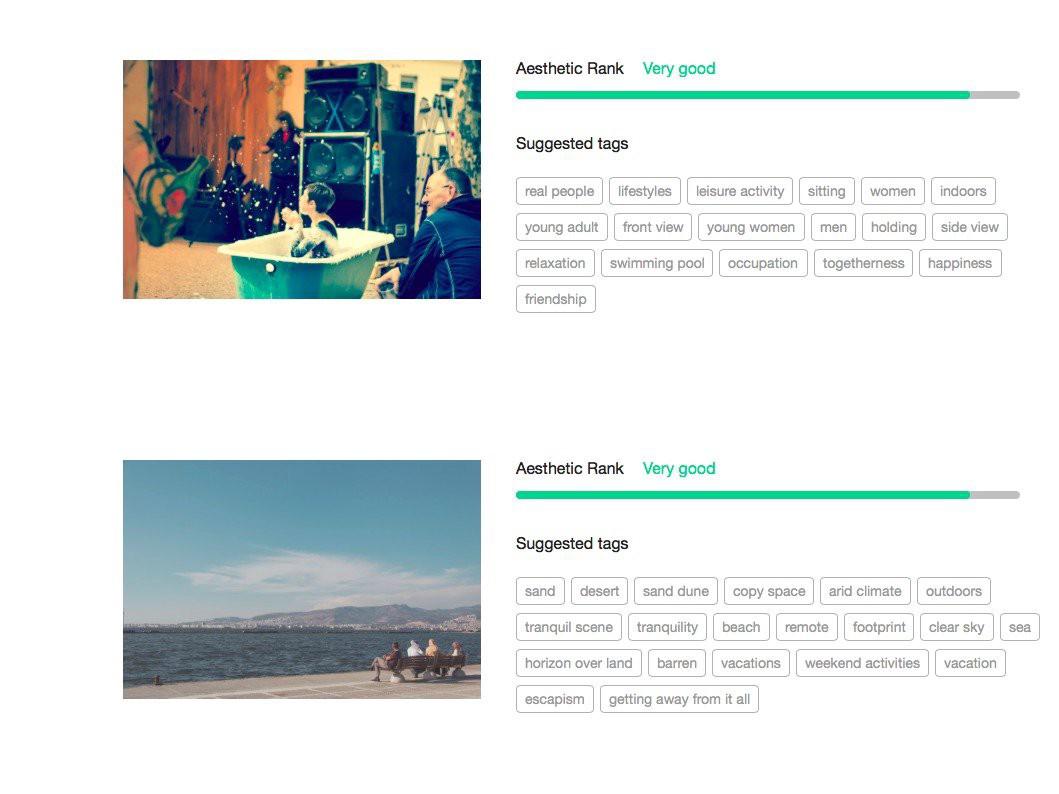 Aesthetic Rank Very good
Suggested tags
real people lifestyles leisure activity sitting women indoors
young adult front view young women men holding side view
relaxation swimming pool occupation togetherness happiness
friendship
Aesthetic Rank Very good
Suggested tags
sand desert sand dune copy space arid climate outdoors
tranquil scene tranquility beach remote footprint clear sky sea
horizon over land barren vacations weekend activities vacation
escapism getting away from it all